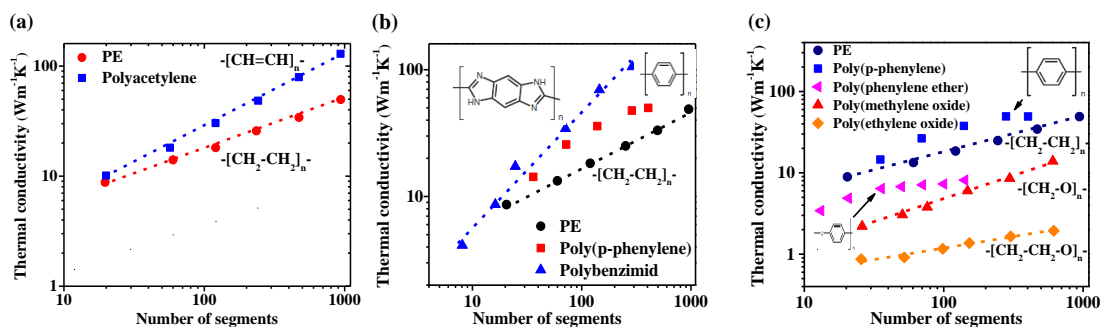 (a)
Thermal conductivity (Wm⁻¹K⁻¹)
100
10
PE
Polyacetylene
-[CH=CH]n-
-[CH2-CH2]n-
10
100
1000
Number of segments
(b)
Thermal conductivity (Wm⁻¹K⁻¹)
100
10
N
NH
HN
N
n
n
-[CH2-CH2]n-
PE
Poly(p-phenylene)
Polybenzimid
10
100
1000
Number of segments
(c)
Thermal conductivity (Wm⁻¹K⁻¹)
1000
100
10
1
PE
Poly(p-phenylene)
Poly(phenylene ether)
Poly(methylene oxide)
Poly(ethylene oxide)
n
-[CH2-CH2]n-
-[CH2-O]n-
n
-[CH2-CH2-O]n-
10
100
1000
Number of segments